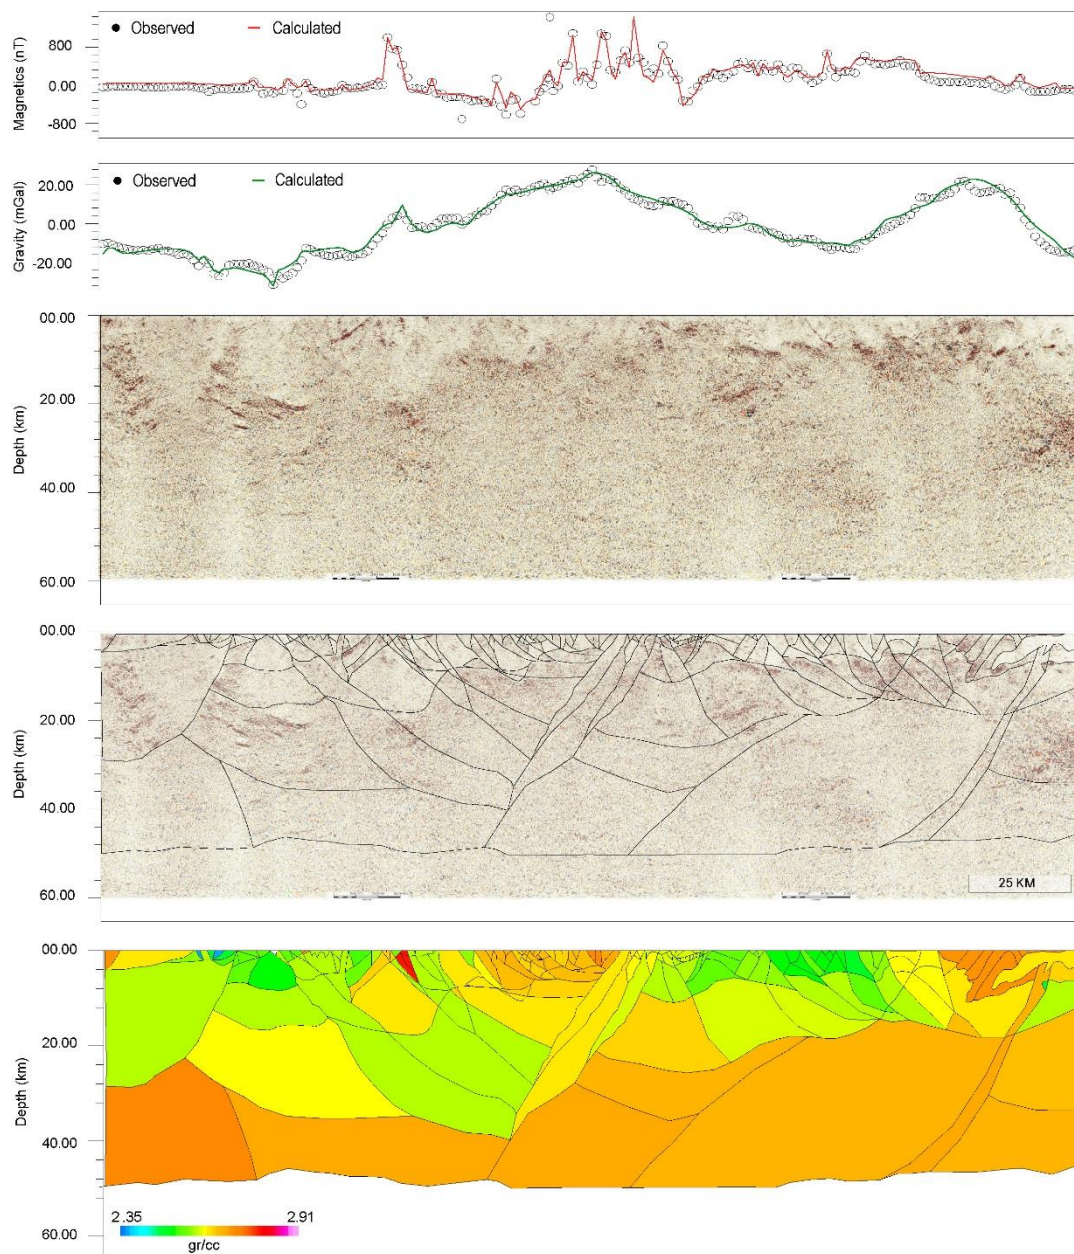 Observed
Calculated
Magnetics (nT)
800
0.00
-800
Observed
Calculated
Gravity (mGal)
20.00
0.00
-20.00
Depth (km)
00.00
20.00
40.00
60.00
Depth (km)
00.00
20.00
40.00
60.00
25 KM
Depth (km)
00.00
20.00
40.00
60.00
2.35
2.91
gr/cc